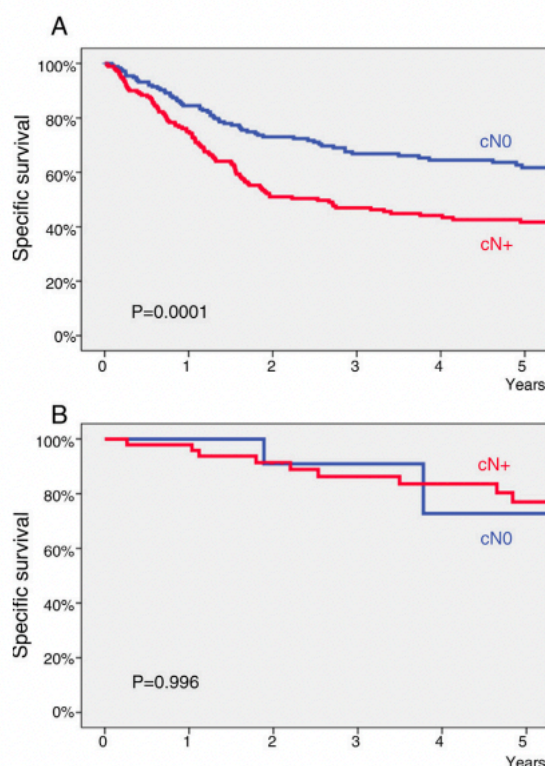 A
100%
80%
60%
40%
20%
0%
Specific survival
cN0
cN+
P=0.0001
0 1 2 3 4 5
Years
B
100%
80%
60%
40%
20%
0%
Specific survival
cN+
cN0
P=0.996
0 1 2 3 4 5
Years